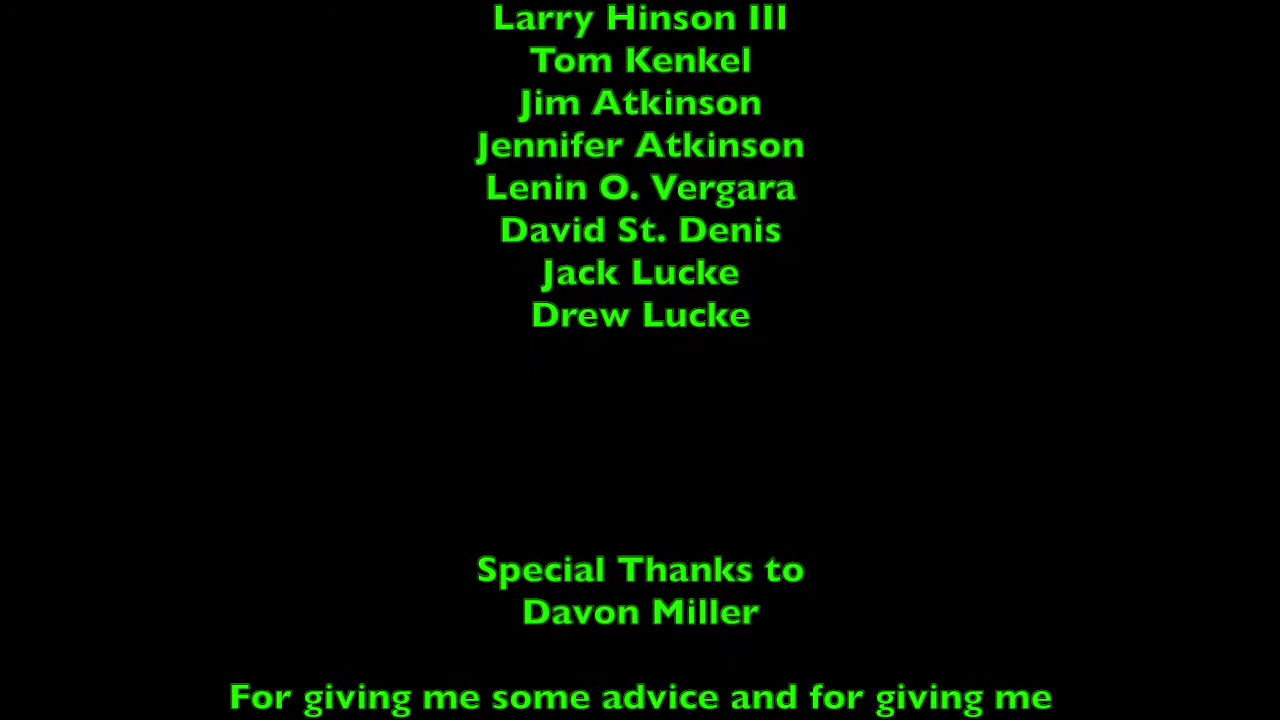 Larry Hinson III
Tom Kenkel
Jim Atkinson
Jennifer Atkinson
Lenin O. Vergara
David St. Denis
Jack Lucke
Drew Lucke
Special Thanks to
Davon Miller
For giving me some advice and for giving me